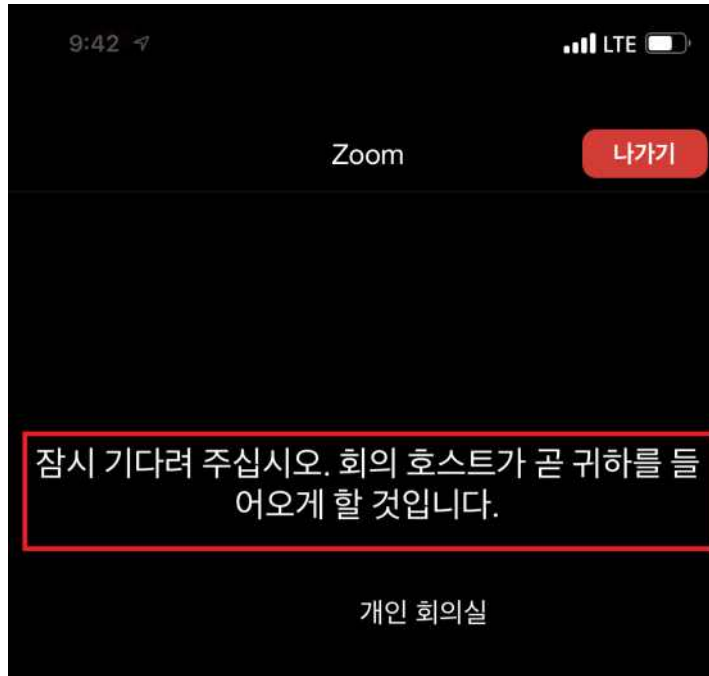 9:42
LTE
Zoom
나가기
잠시 기다려 주십시오. 회의 호스트가 곧 귀하를 들
어오게 할 것입니다.
개인 회의실